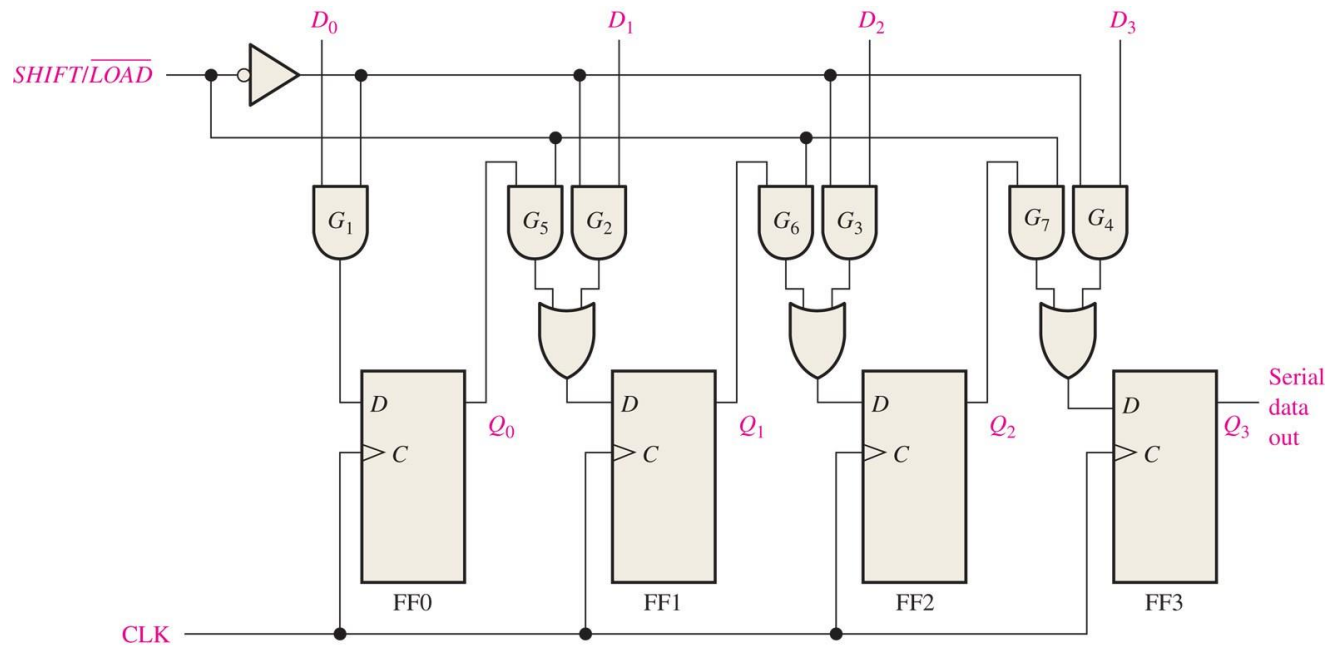 D₀ D₁ D₂ D₃
SHIFT/L̅O̅A̅D̅
G₁ G₅ G₂ G₆ G₃ G₇ G₄
Serial
data
out
D D D D
Q₀ Q₁ Q₂ Q₃
C C C C
FF0 FF1 FF2 FF3
CLK